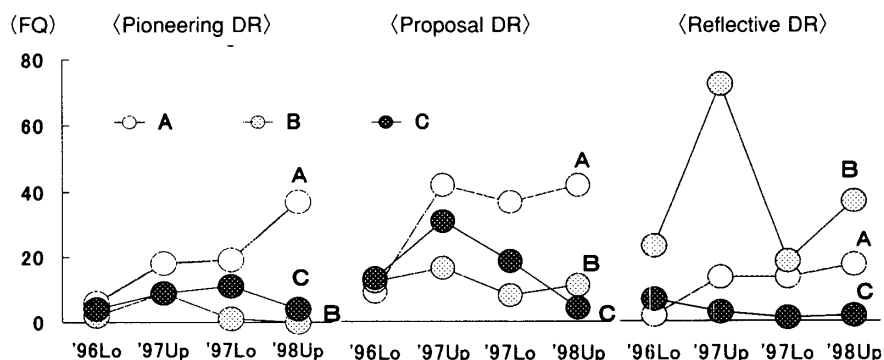 (FQ) 〈Pioneering DR〉 〈Proposal DR〉 〈Reflective DR〉
80
60
40
20
0
A B C
A
C
B
A
B
C
B
A
C
'96Lo '97Up '97Lo '98Up '96Lo '97Up '97Lo '98Up '96Lo '97Up '97Lo '98Up